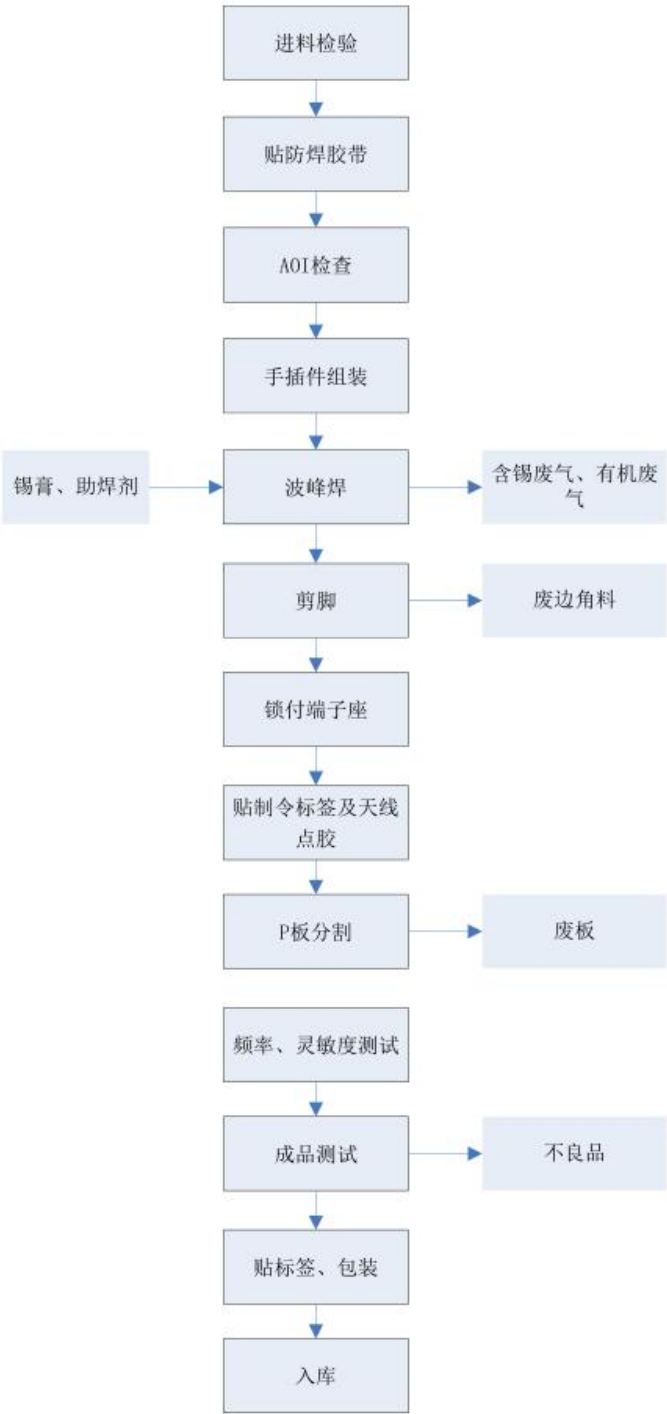 进料检验
贴防焊胶带
AOI检查
手插件组装
锡膏、助焊剂
波峰焊
含锡废气、有机废
气
剪脚
废边角料
锁付端子座
贴制令标签及天线
点胶
P板分割
废板
频率、灵敏度测试
成品测试
不良品
贴标签、包装
入库